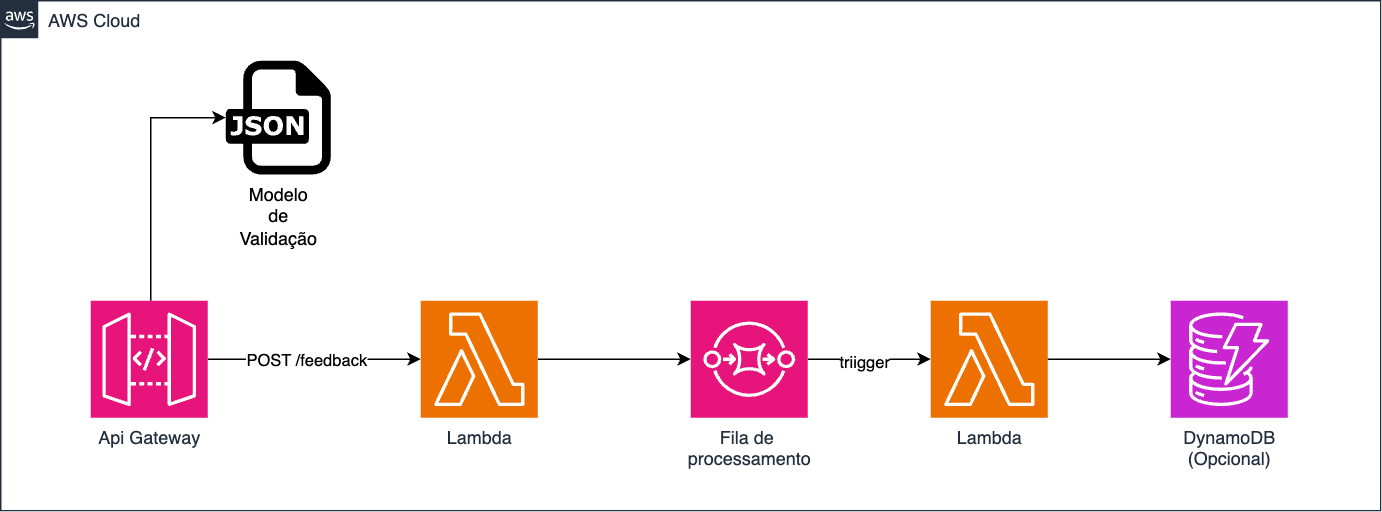 aws
AWS Cloud
JSON
Modelo
de
Validação
POST /feedback
triigger
Api Gateway
Lambda
Fila de
processamento
Lambda
DynamoDB
(Opcional)